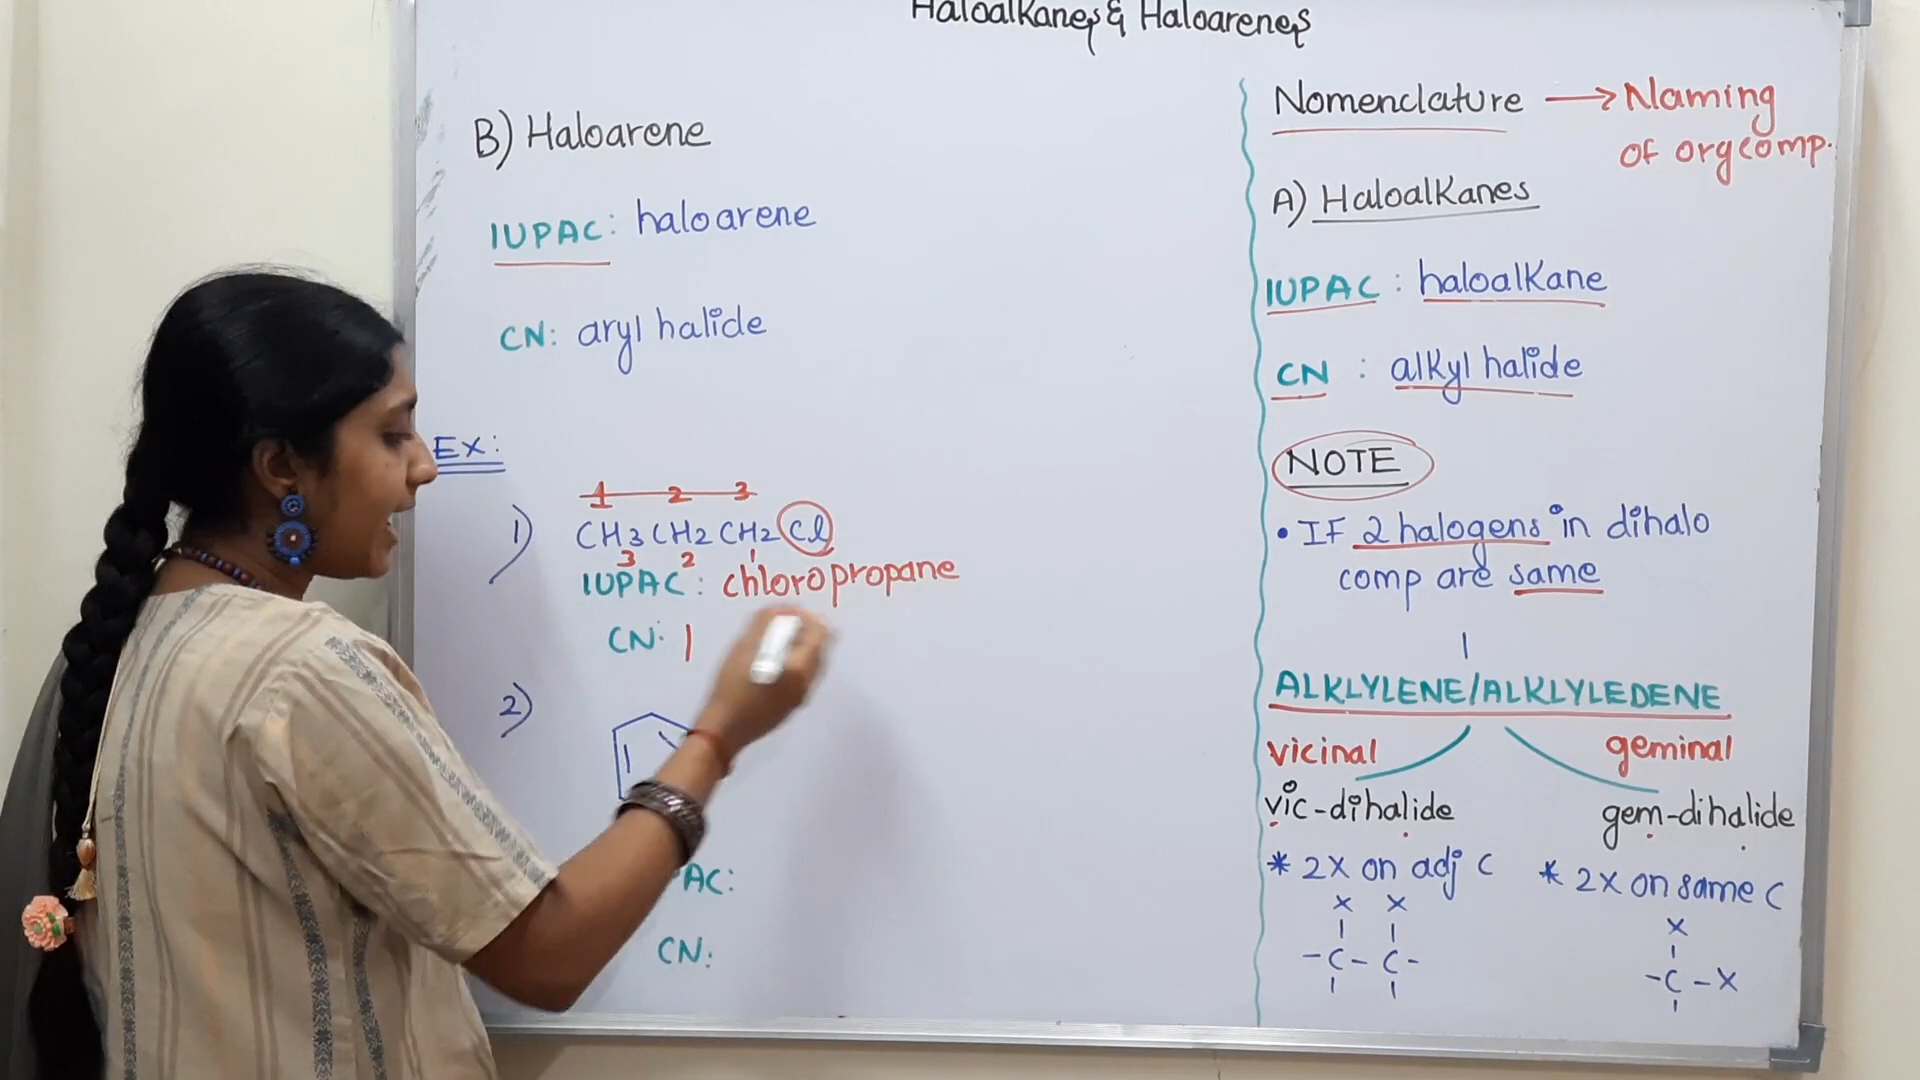 Haloalkanes & Haloarenes
B) Haloarene
IUPAC: haloarene
CN: aryl halide
EX:
1)
1 2 3
CH3 CH2 CH2 Cl
3 2 1
IUPAC: chloropropane
CN: 1
2)
PAC:
CN:
Nomenclature → Naming
of org comp.
A) Haloalkanes
IUPAC : haloalkane
CN : alkyl halide
NOTE
• IF 2 halogens in dihalo
comp are same
ALKLYLENE/ALKLYLEDENE
vicinal geminal
vic-dihalide gem-dihalide
* 2X on adj C * 2X on same C
X X
-C-C-
X
-C-X